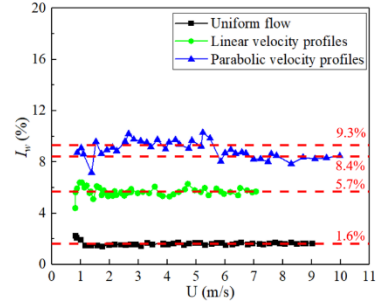 Uniform flow
Linear velocity profiles
Parabolic velocity profiles
I_w (%)
20
16
12
8
4
0
9.3%
8.4%
5.7%
1.6%
0 1 2 3 4 5 6 7 8 9 10 11
U (m/s)